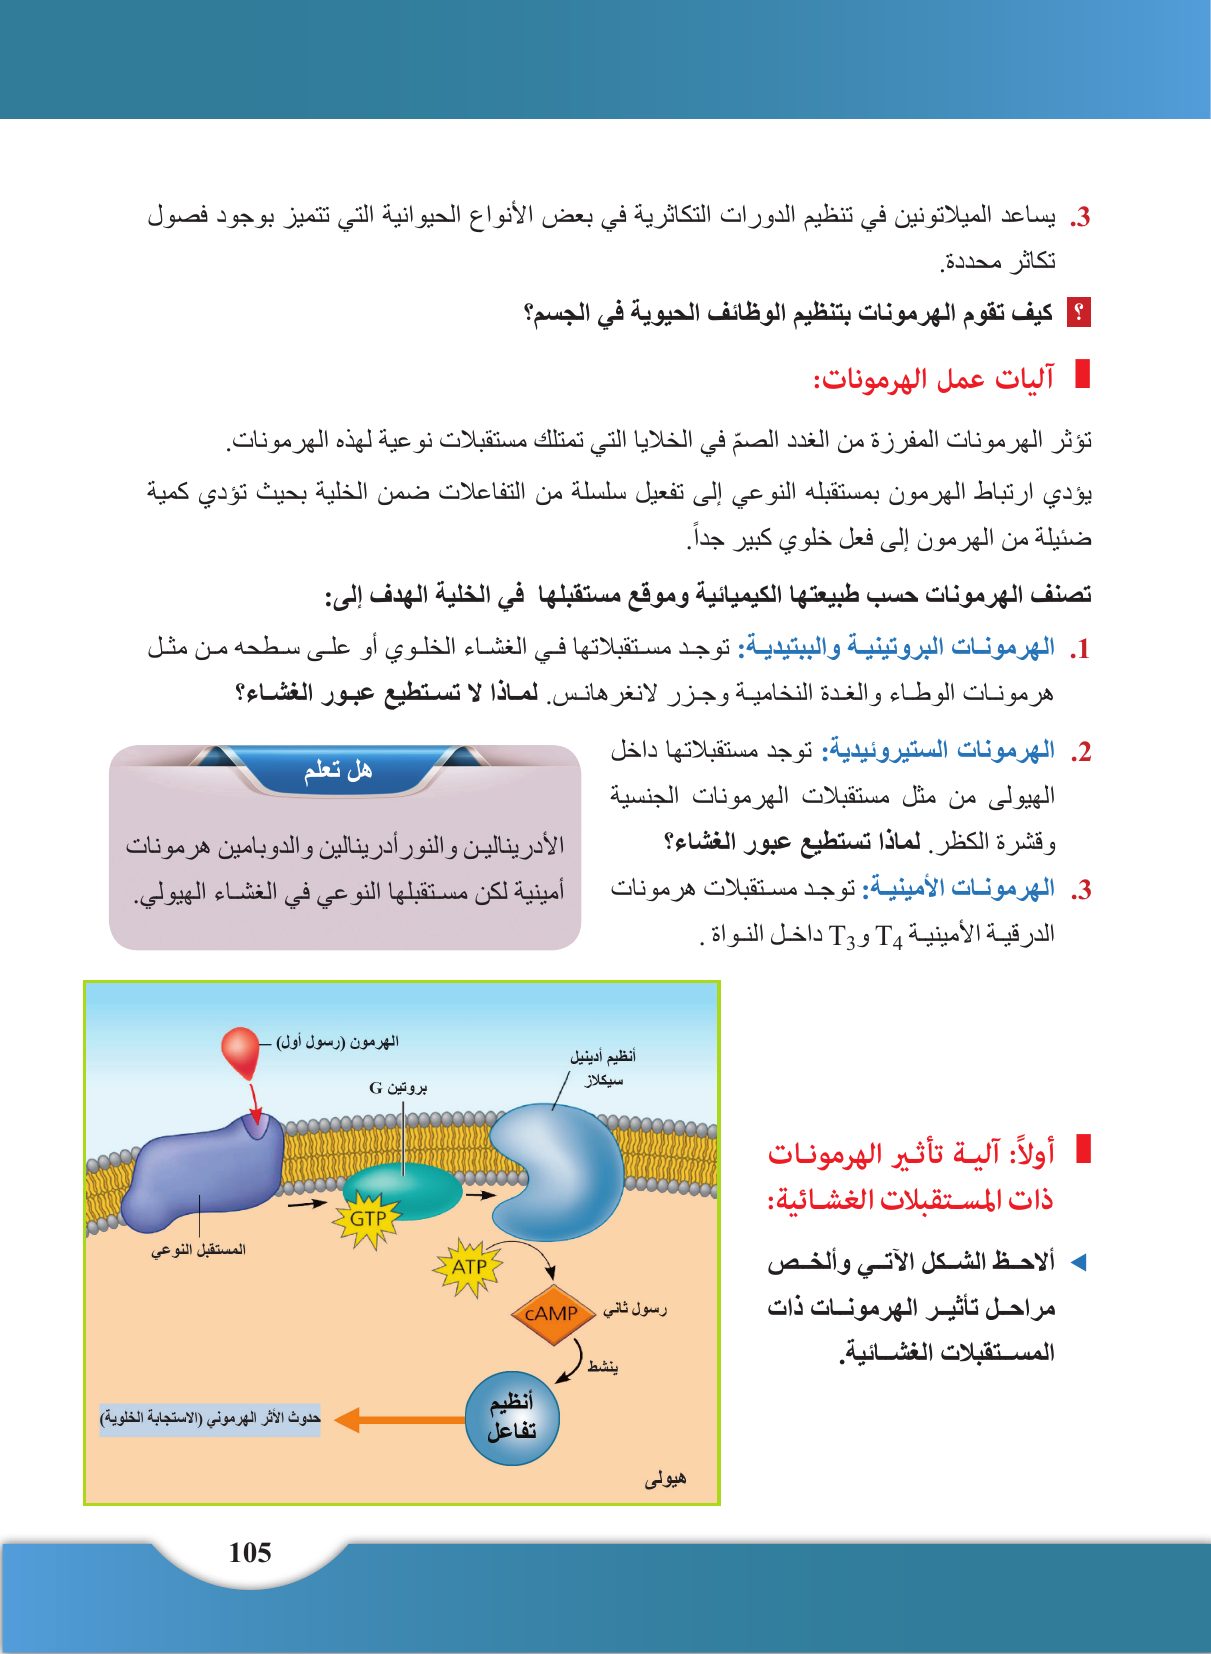 3. يساعد الميلاتونين في تنظيم الدورات التكاثرية في بعض الأنواع الحيوانية التي تتميز بوجود فصول
تكاثر محددة.
؟ كيف تقوم الهرمونات بتنظيم الوظائف الحيوية في الجسم؟
آليات عمل الهرمونات:
تؤثر الهرمونات المفرزة من الغدد الصمّ في الخلايا التي تمتلك مستقبلات نوعية لهذه الهرمونات.
يؤدي ارتباط الهرمون بمستقبله النوعي إلى تفعيل سلسلة من التفاعلات ضمن الخلية بحيث تؤدي كمية
ضئيلة من الهرمون إلى فعل خلوي كبير جداً.
تصنف الهرمونات حسب طبيعتها الكيميائية وموقع مستقبلها في الخلية الهدف إلى:
1. الهرمونات البروتينية والببتيدية: توجد مستقبلاتها في الغشاء الخلوي أو على سطحه من مثل
هرمونات الوطاء والغدة النخامية وجزر لانغرهانس. لماذا لا تستطيع عبور الغشاء؟
2. الهرمونات الستيروئيدية: توجد مستقبلاتها داخل
الهيولى من مثل مستقبلات الهرمونات الجنسية
وقشرة الكظر. لماذا تستطيع عبور الغشاء؟
3. الهرمونات الأمينية: توجد مستقبلات هرمونات
الدرقية الأمينية T4 وT3 داخل النواة .
هل تعلم
الأدرينالين والنورأدرينالين والدوبامين هرمونات
أمينية لكن مستقبلها النوعي في الغشاء الهيولي.
أولاً: آلية تأثير الهرمونات
ذات المستقبلات الغشائية:
ألاحظ الشكل الآتي وألخص
مراحل تأثير الهرمونات ذات
المستقبلات الغشائية.
الهرمون (رسول أول)
أنظيم أدينيل
سيكلاز
بروتين G
GTP
المستقبل النوعي
ATP
cAMP
رسول ثاني
ينشط
أنظيم
تفاعل
حدوث الأثر الهرموني (الاستجابة الخلوية)
هيولى
105